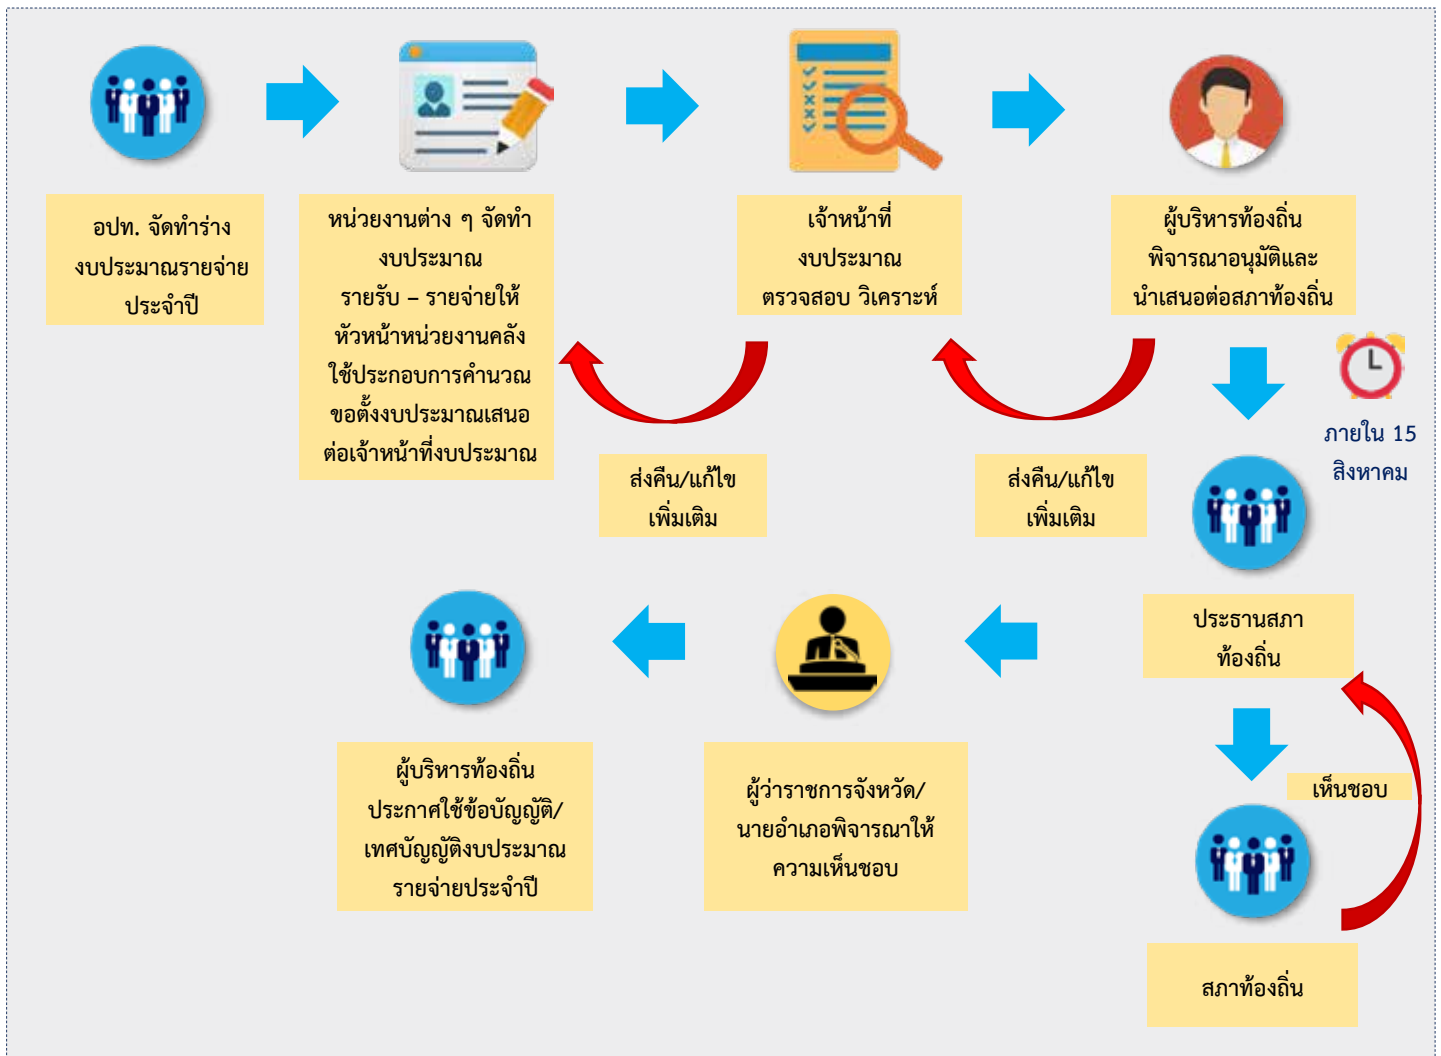 อปท. จัดทำร่าง
งบประมาณรายจ่าย
ประจำปี
หน่วยงานต่าง ๆ จัดทำ
งบประมาณ
รายรับ – รายจ่ายให้
หัวหน้าหน่วยงานคลัง
ใช้ประกอบการคำนวณ
ขอตั้งงบประมาณเสนอ
ต่อเจ้าหน้าที่งบประมาณ
เจ้าหน้าที่
งบประมาณ
ตรวจสอบ วิเคราะห์
ผู้บริหารท้องถิ่น
พิจารณาอนุมัติและ
นำเสนอต่อสภาท้องถิ่น
ส่งคืน/แก้ไข
เพิ่มเติม
ส่งคืน/แก้ไข
เพิ่มเติม
ภายใน 15
สิงหาคม
ประธานสภา
ท้องถิ่น
เห็นชอบ
สภาท้องถิ่น
ผู้ว่าราชการจังหวัด/
นายอำเภอพิจารณาให้
ความเห็นชอบ
ผู้บริหารท้องถิ่น
ประกาศใช้ข้อบัญญัติ/
เทศบัญญัติงบประมาณ
รายจ่ายประจำปี